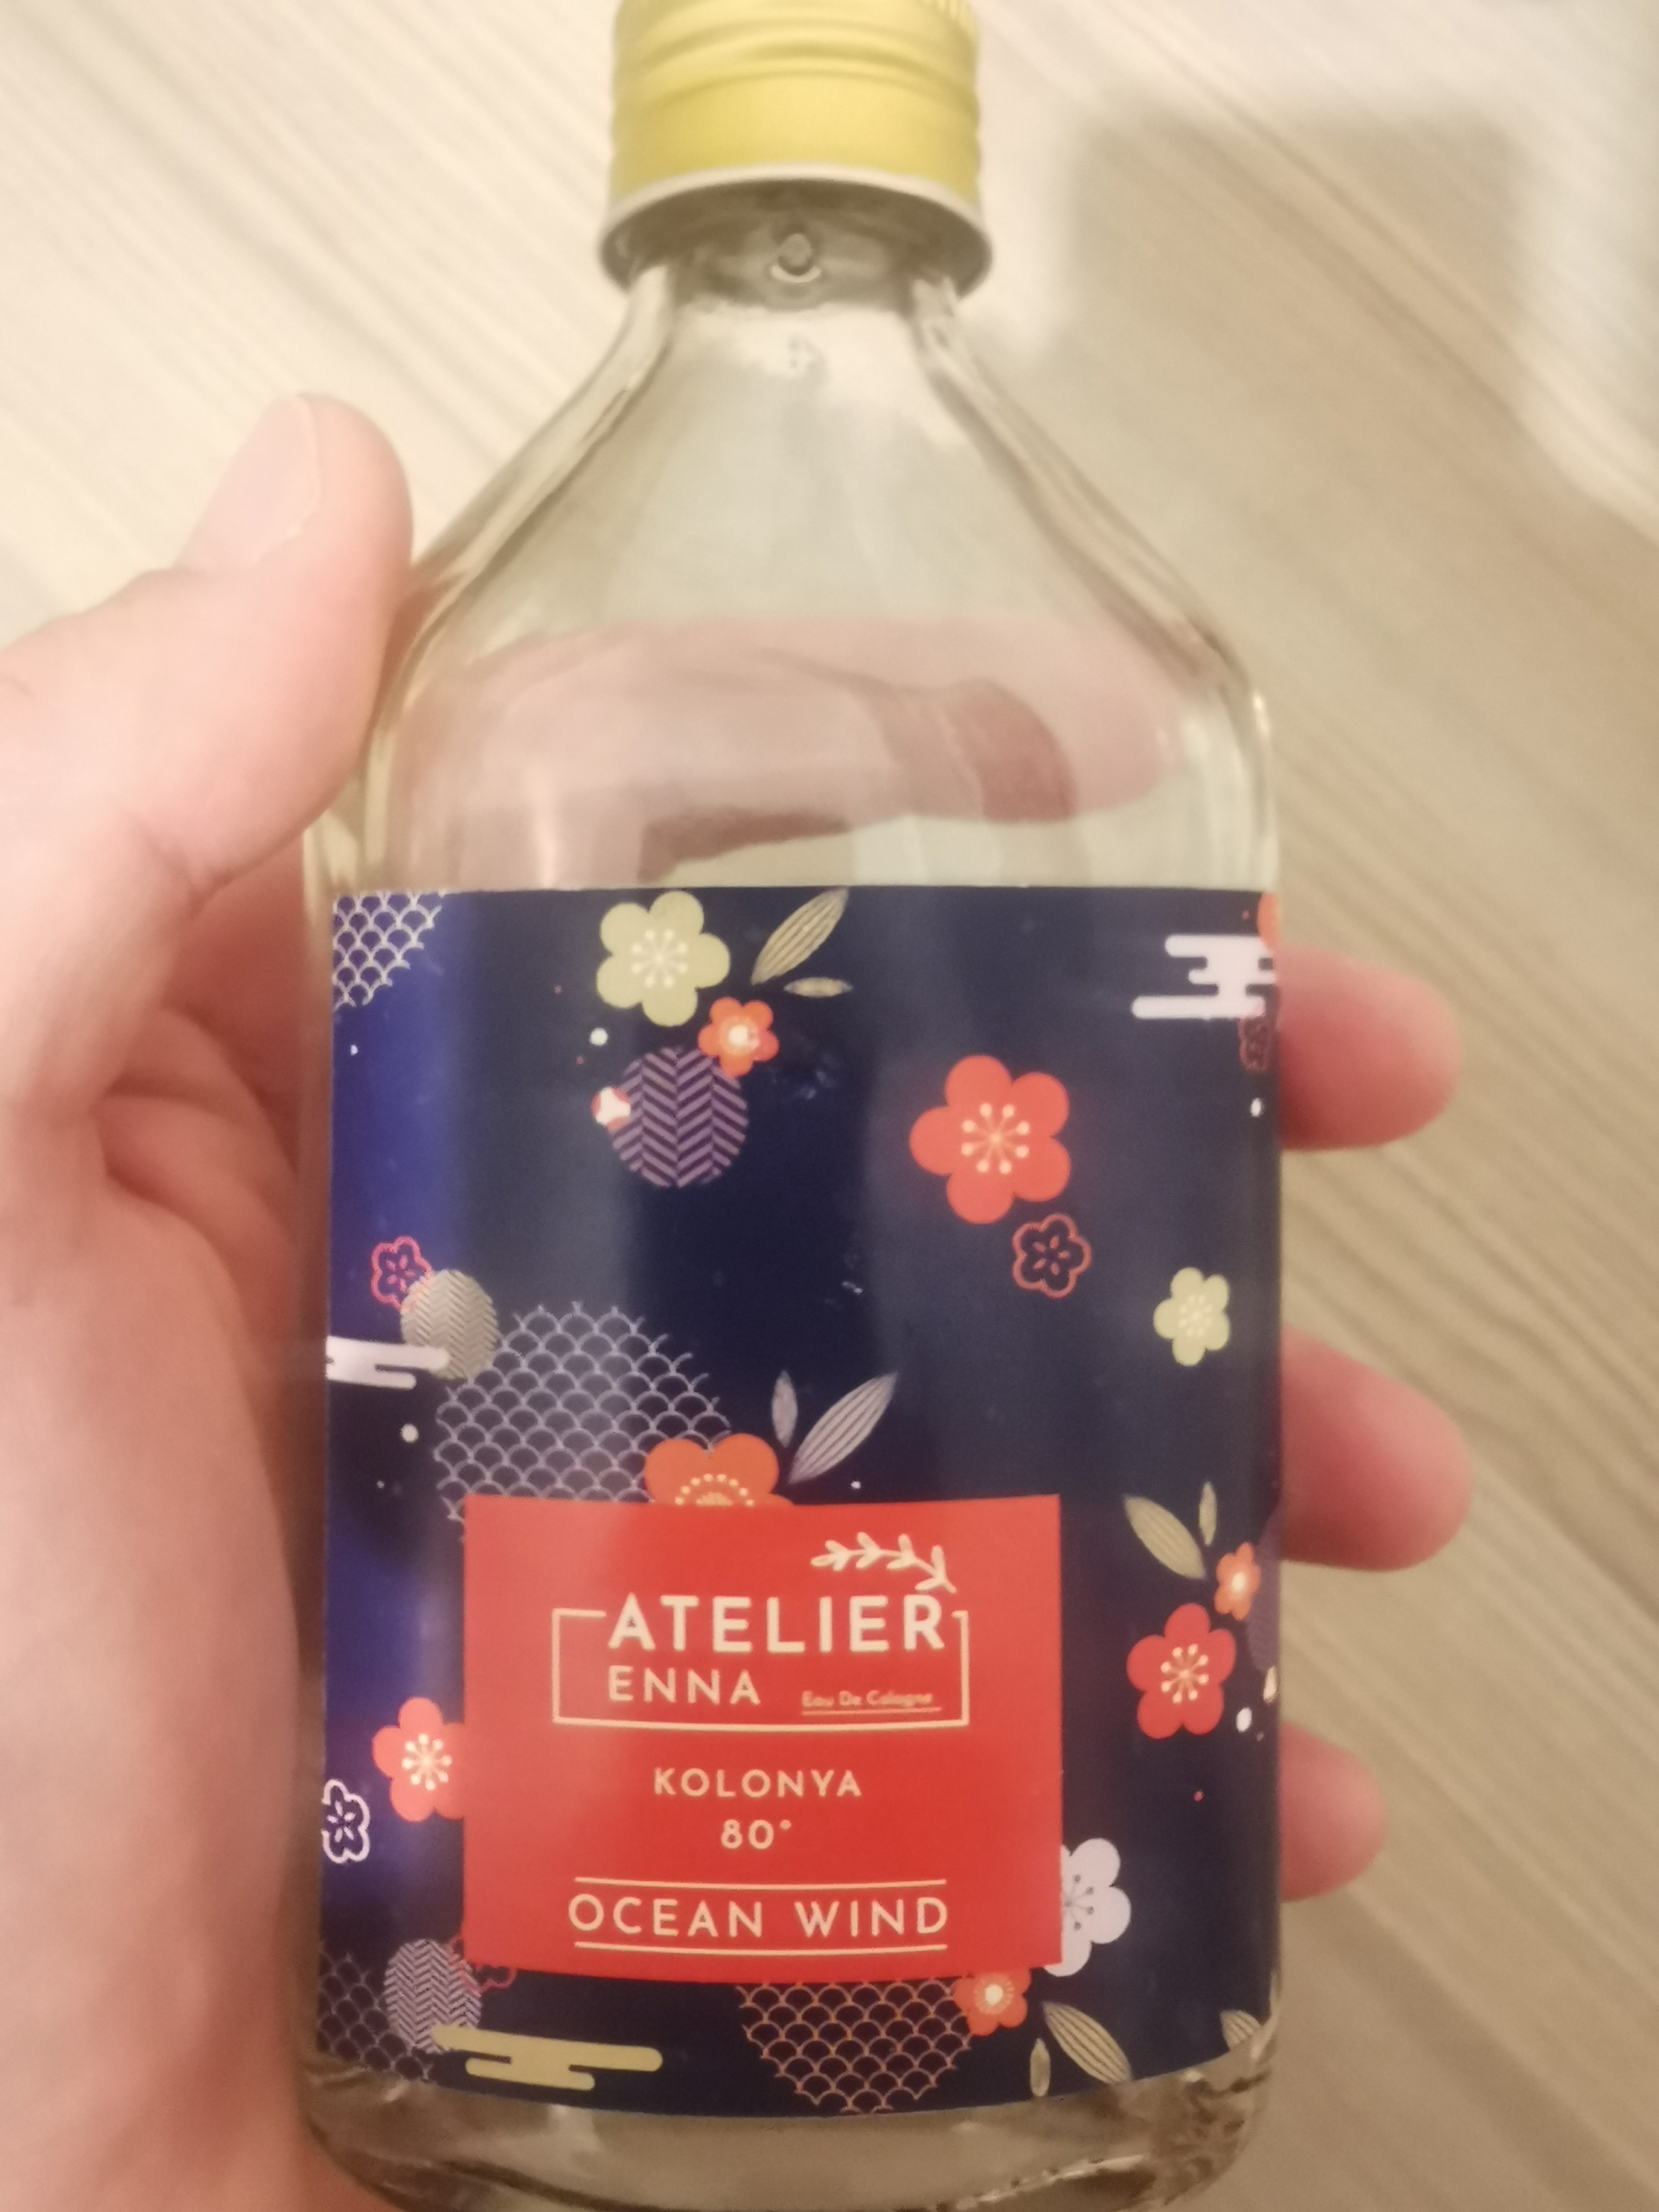 ATELIER
ENNA Eau De Cologne
KOLONYA
80°
OCEAN WIND